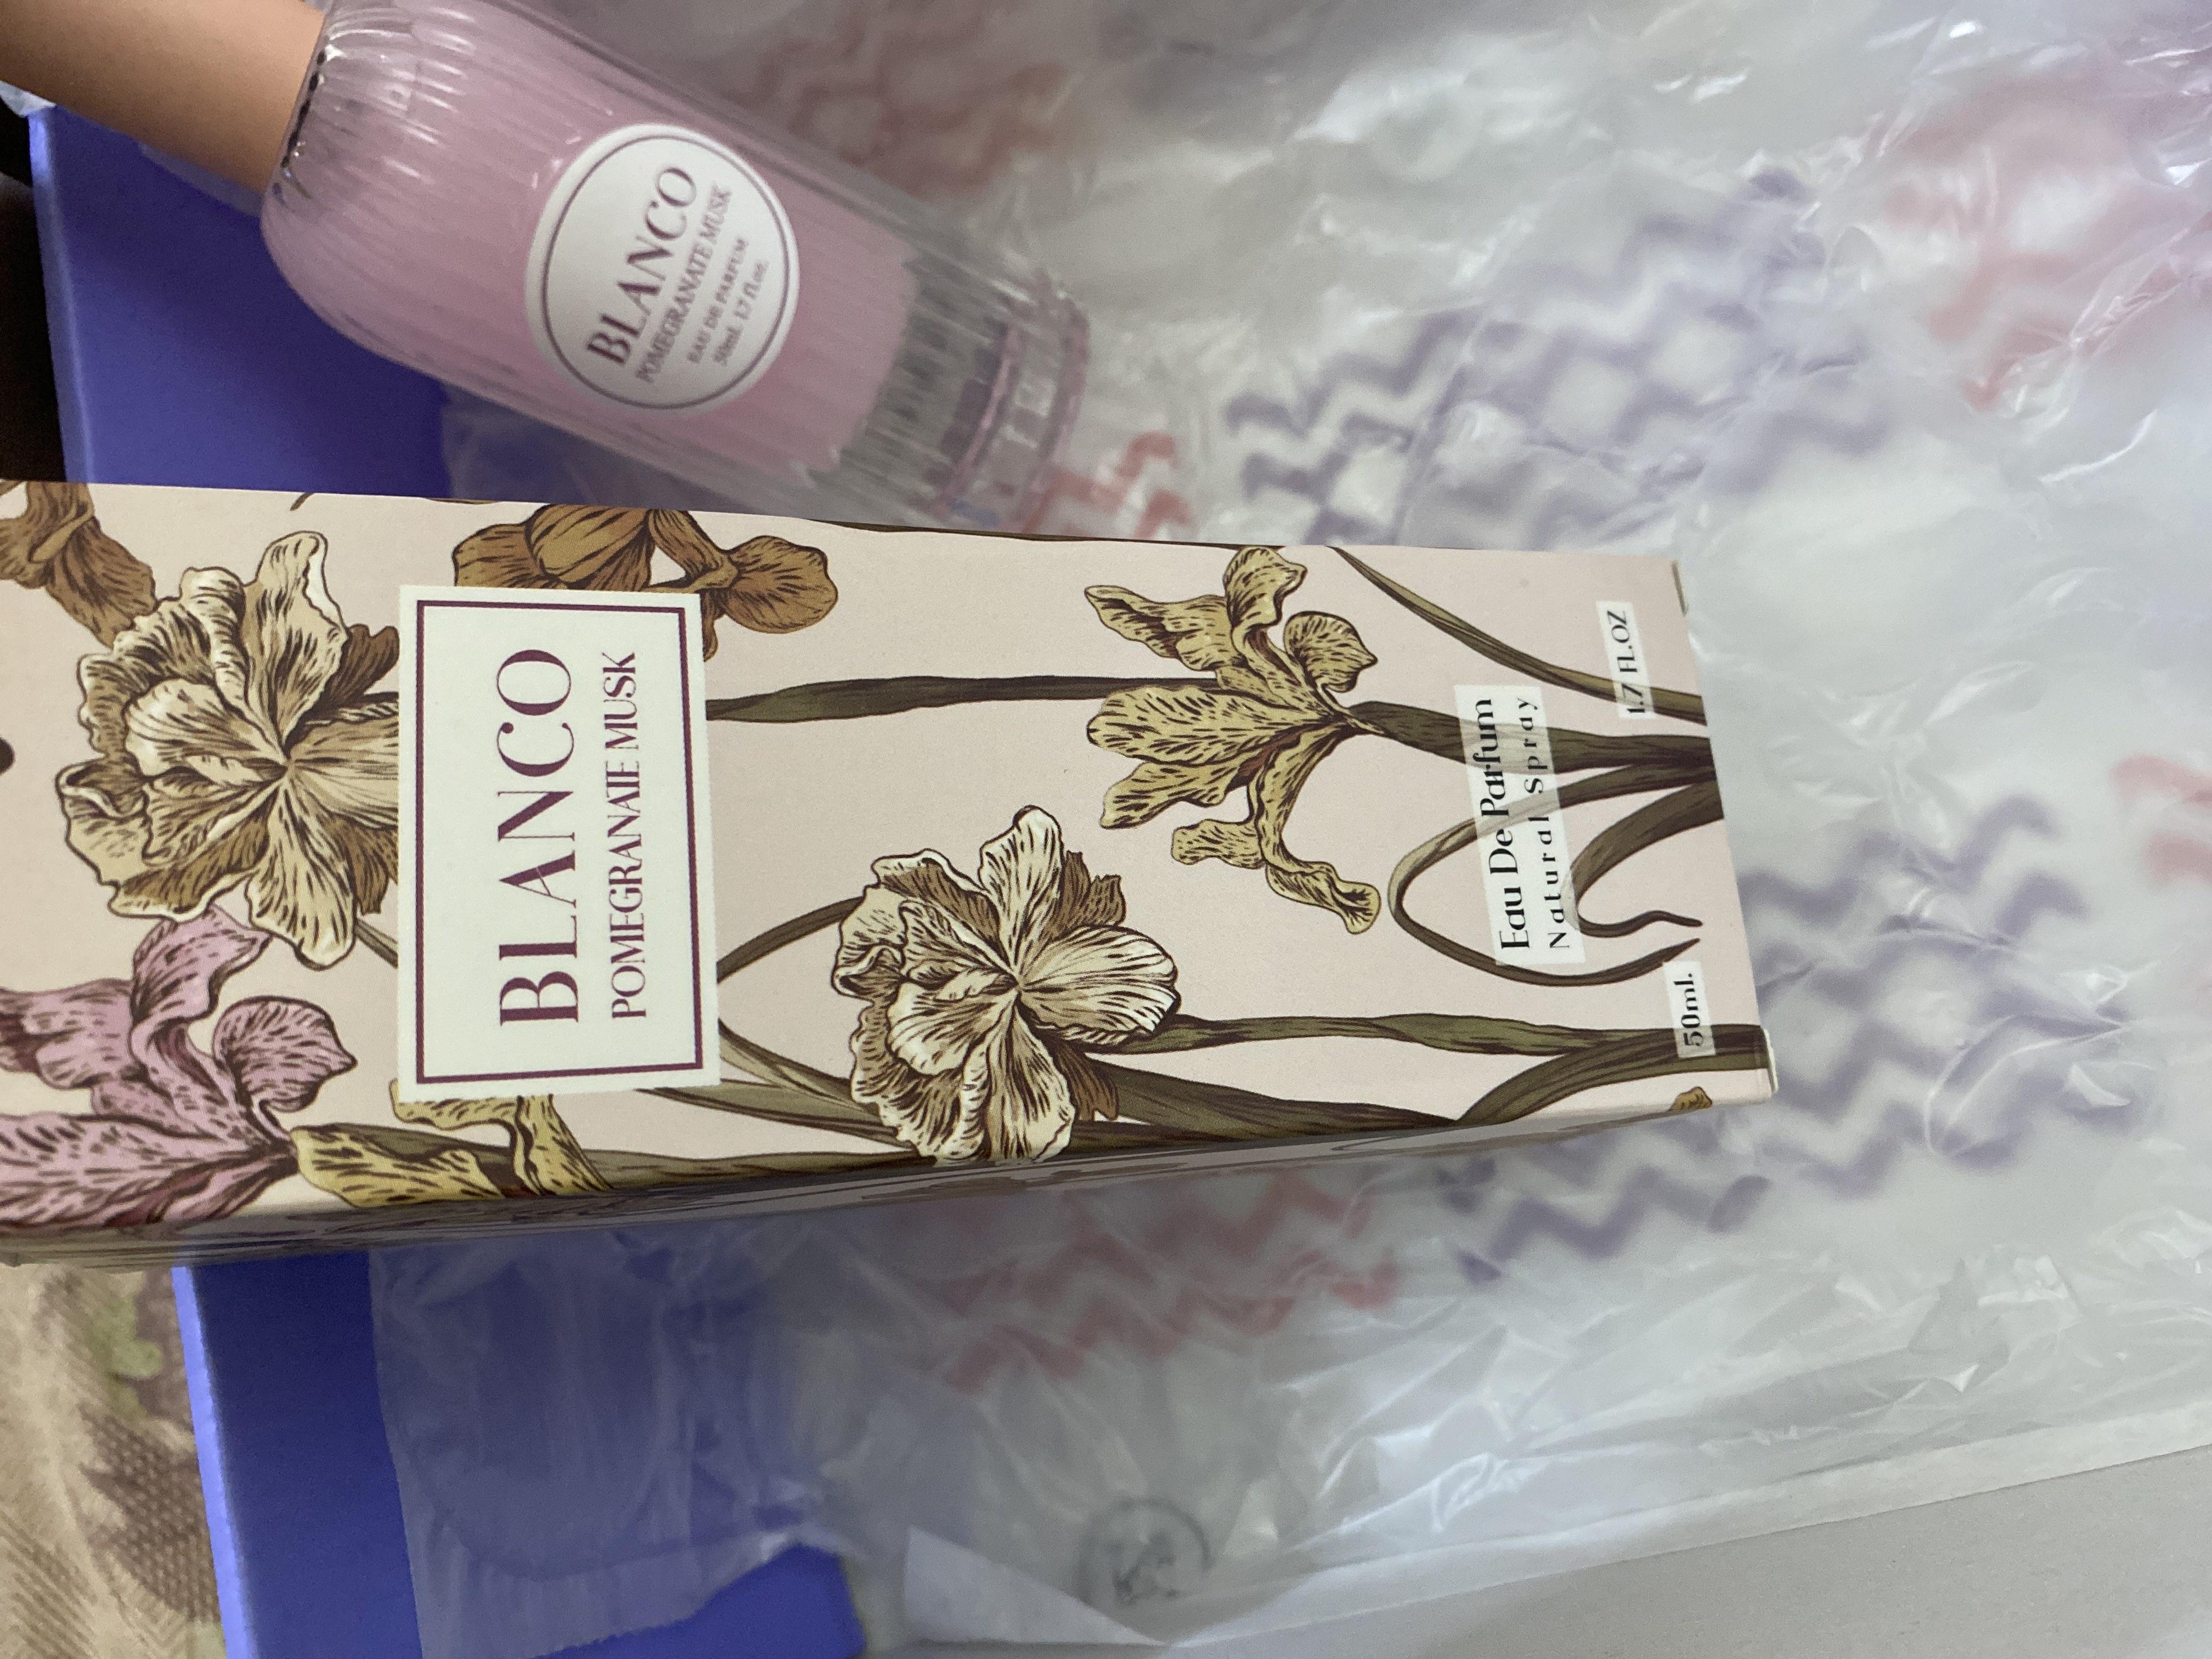 BLANCO
POMEGRANATE MUSK
EAU DE PARFUM
50mL 1.7 fl.oz.
BLANCO
POMEGRANATE MUSK
Eau De Parfum
Natural Spray
50ml.
1.7 FL.OZ